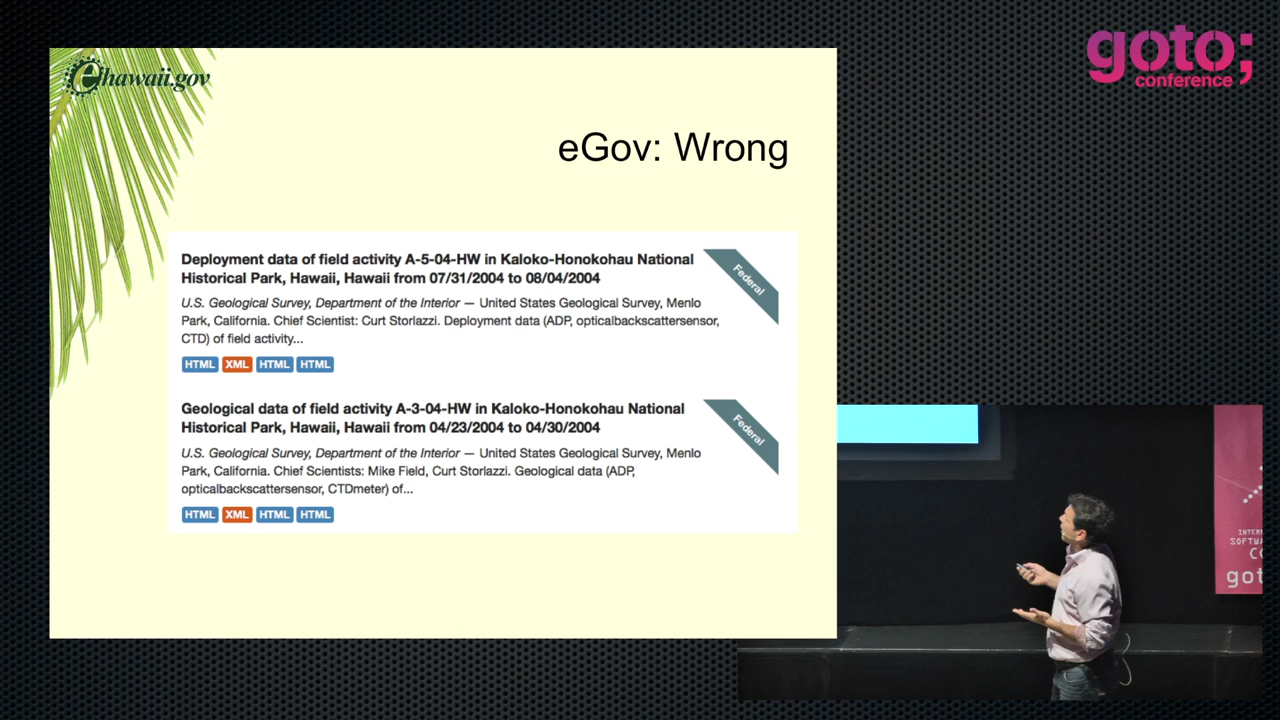 ehawaii.gov
goto;
conference
eGov: Wrong
Deployment data of field activity A-5-04-HW in Kaloko-Honokohau National
Historical Park, Hawaii, Hawaii from 07/31/2004 to 08/04/2004
Federal
U.S. Geological Survey, Department of the Interior — United States Geological Survey, Menlo
Park, California. Chief Scientist: Curt Storlazzi. Deployment data (ADP, opticalbackscattersensor,
CTD) of field activity...
HTML XML HTML HTML
Geological data of field activity A-3-04-HW in Kaloko-Honokohau National
Historical Park, Hawaii, Hawaii from 04/23/2004 to 04/30/2004
Federal
U.S. Geological Survey, Department of the Interior — United States Geological Survey, Menlo
Park, California. Chief Scientists: Mike Field, Curt Storlazzi. Geological data (ADP,
opticalbackscattersensor, CTDmeter) of...
HTML XML HTML HTML